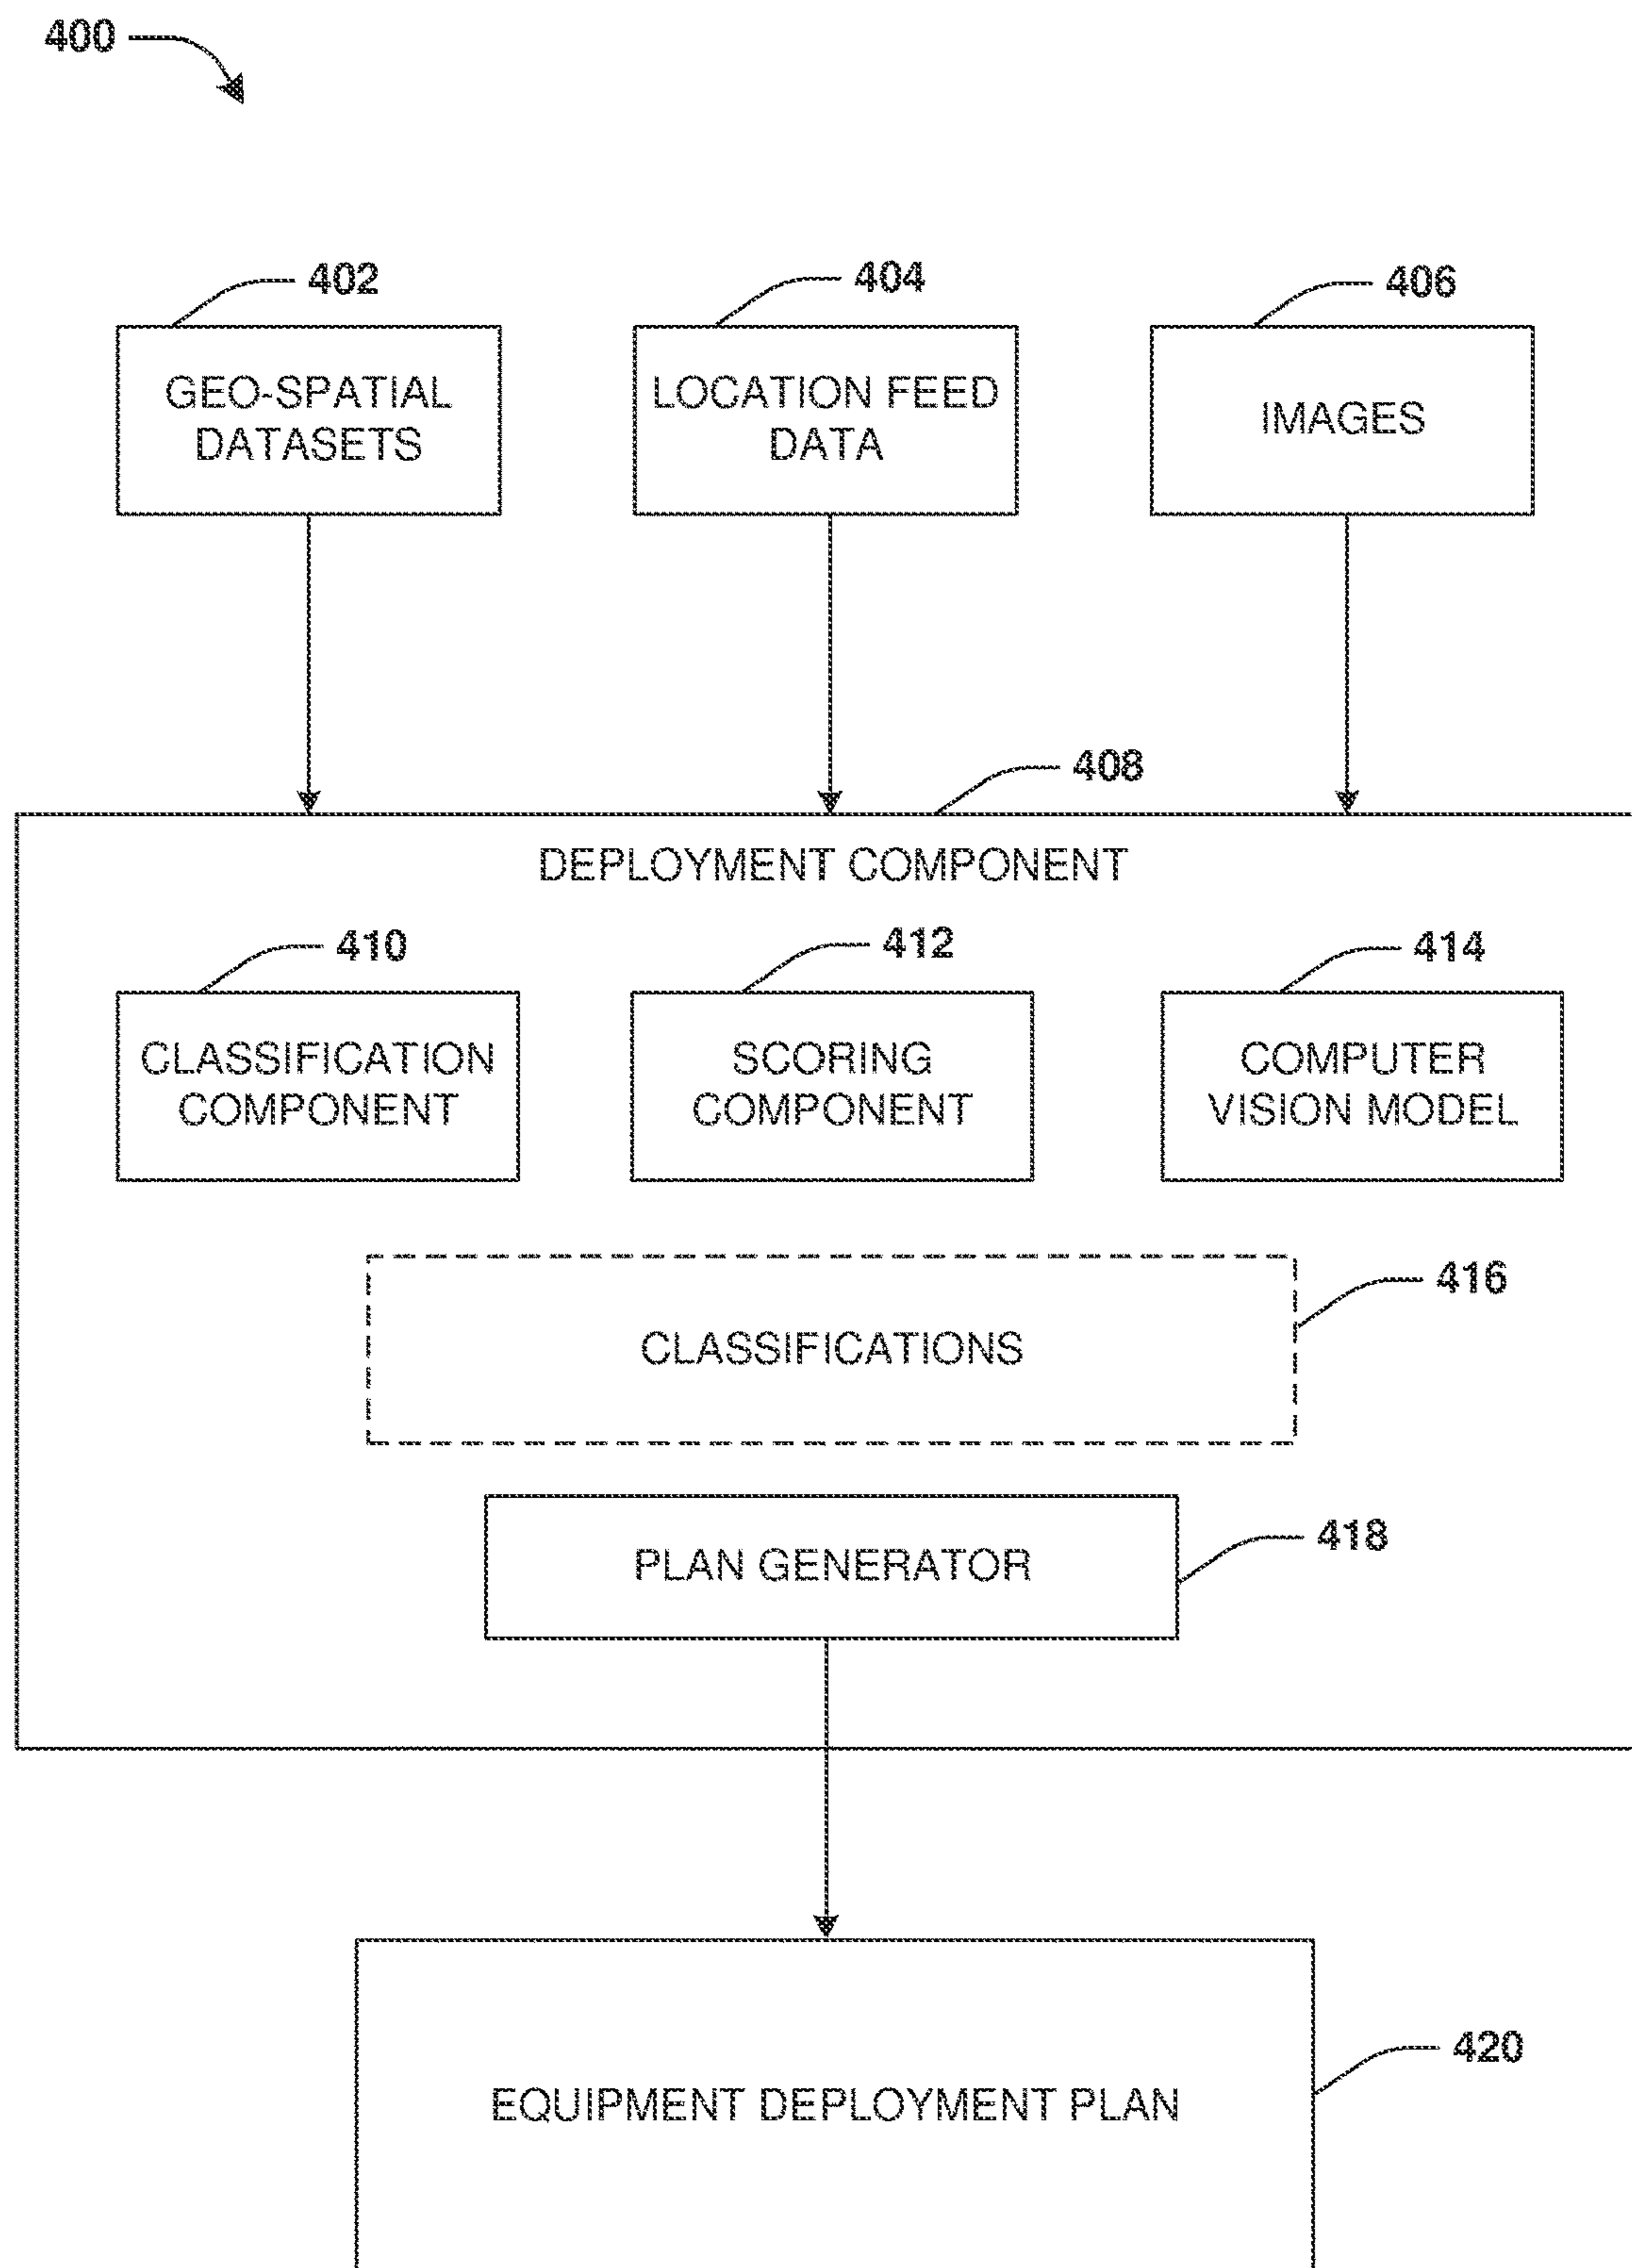 400
402
404
406
GEO-SPATIAL
DATASETS
LOCATION FEED
DATA
IMAGES
408
DEPLOYMENT COMPONENT
410
412
414
CLASSIFICATION
COMPONENT
SCORING
COMPONENT
COMPUTER
VISION MODEL
416
CLASSIFICATIONS
418
PLAN GENERATOR
420
EQUIPMENT DEPLOYMENT PLAN